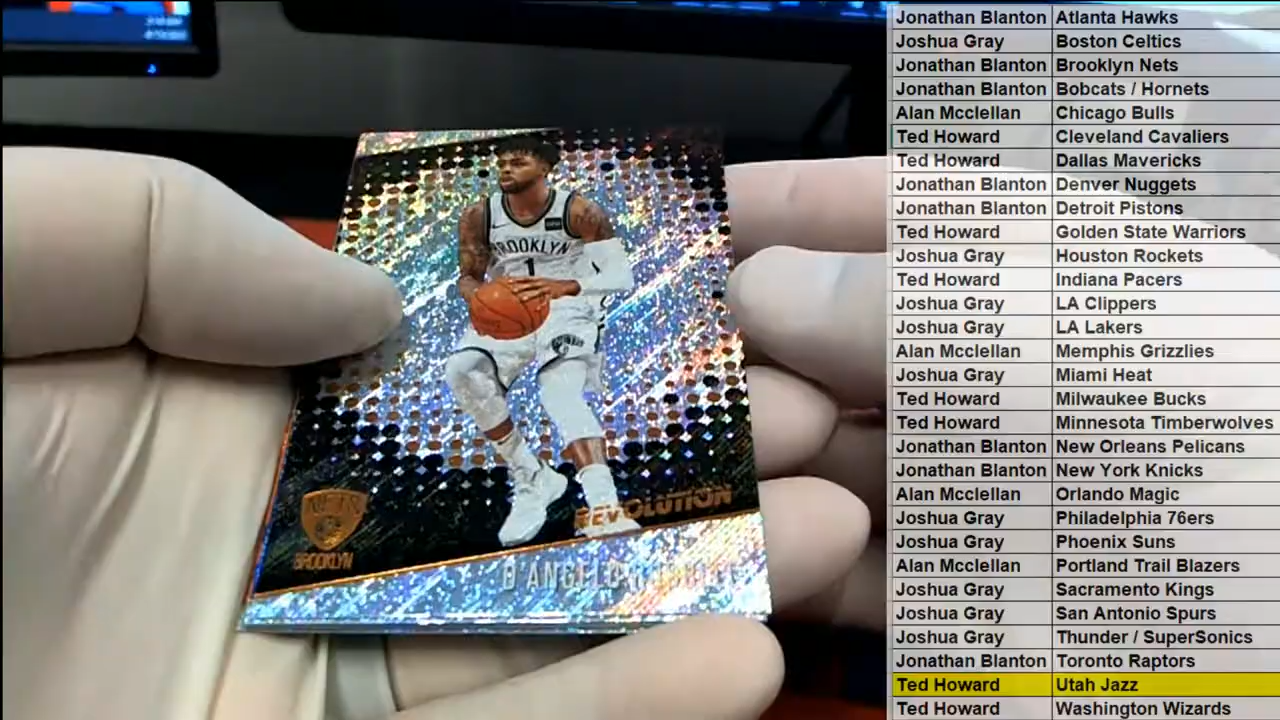 BROOKLYN
1
NETS
BROOKLYN
REVOLUTION
D'ANGELO RUSSELL
Jonathan Blanton Atlanta Hawks
Joshua Gray Boston Celtics
Jonathan Blanton Brooklyn Nets
Jonathan Blanton Bobcats / Hornets
Alan Mcclellan Chicago Bulls
Ted Howard Cleveland Cavaliers
Ted Howard Dallas Mavericks
Jonathan Blanton Denver Nuggets
Jonathan Blanton Detroit Pistons
Ted Howard Golden State Warriors
Joshua Gray Houston Rockets
Ted Howard Indiana Pacers
Joshua Gray LA Clippers
Joshua Gray LA Lakers
Alan Mcclellan Memphis Grizzlies
Joshua Gray Miami Heat
Ted Howard Milwaukee Bucks
Ted Howard Minnesota Timberwolves
Jonathan Blanton New Orleans Pelicans
Jonathan Blanton New York Knicks
Alan Mcclellan Orlando Magic
Joshua Gray Philadelphia 76ers
Joshua Gray Phoenix Suns
Alan Mcclellan Portland Trail Blazers
Joshua Gray Sacramento Kings
Joshua Gray San Antonio Spurs
Joshua Gray Thunder / SuperSonics
Jonathan Blanton Toronto Raptors
Ted Howard Utah Jazz
Ted Howard Washington Wizards